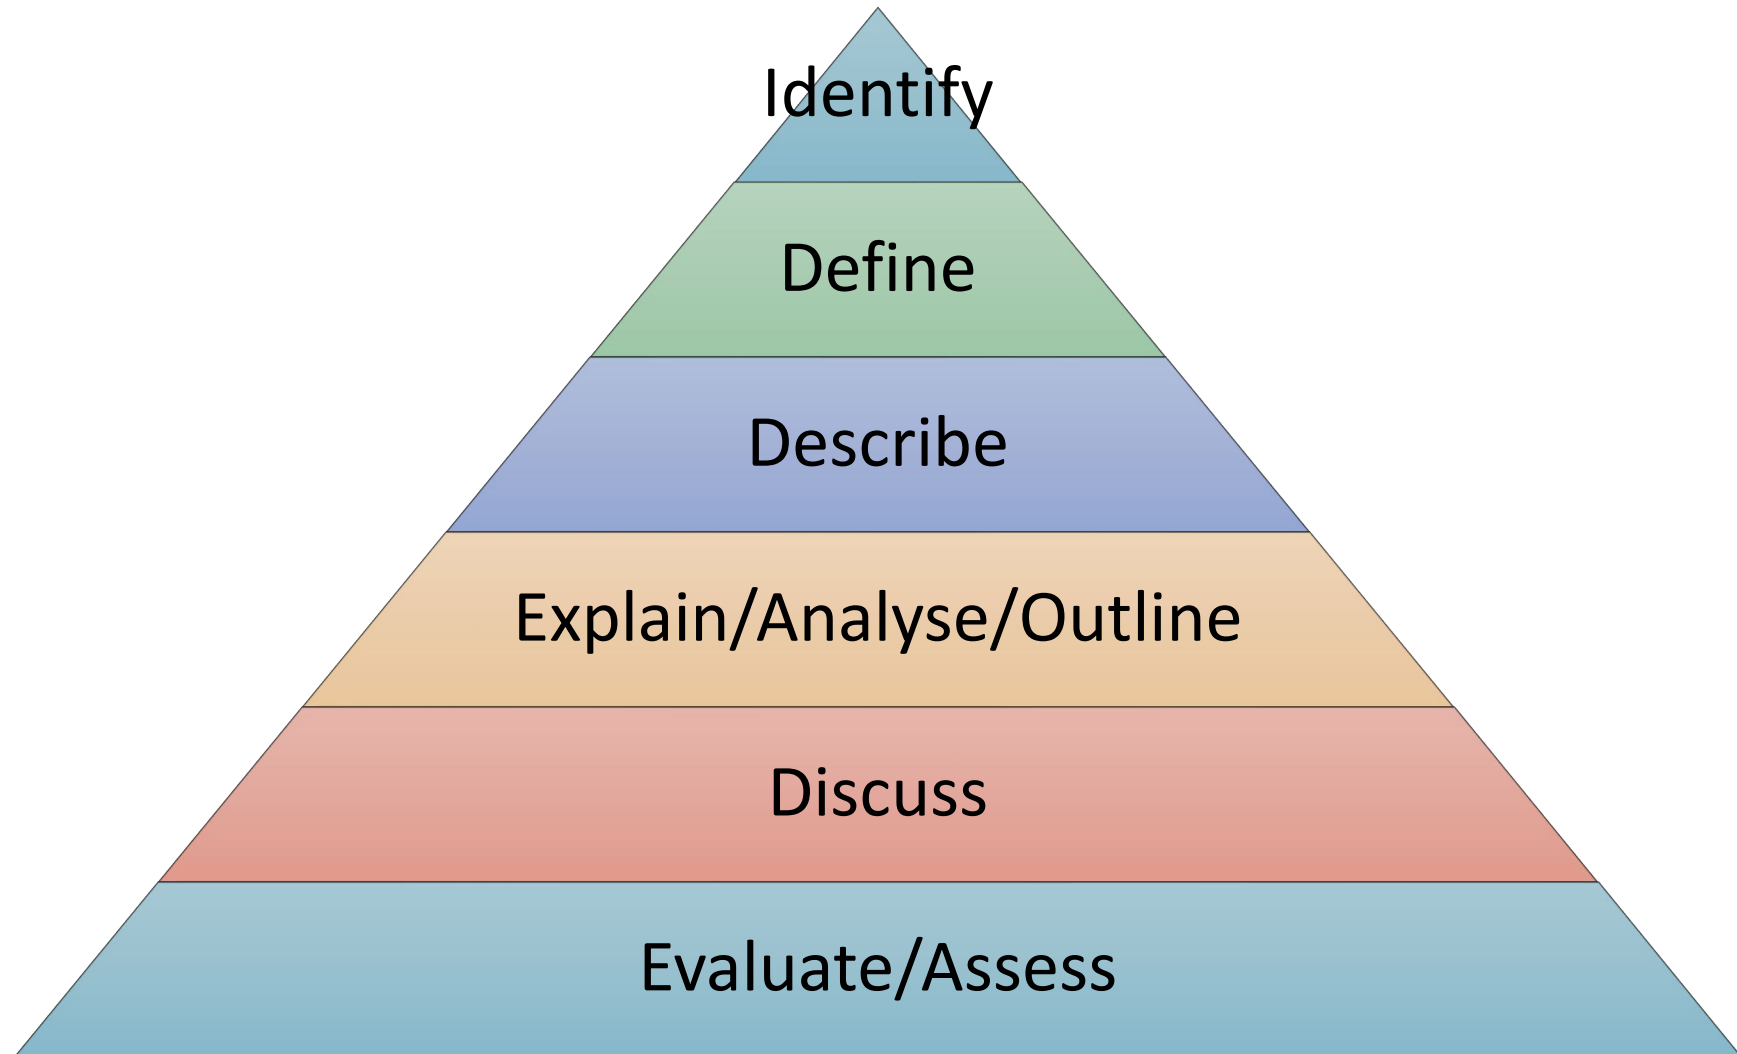 Identify
Define
Describe
Explain/Analyse/Outline
Discuss
Evaluate/Assess